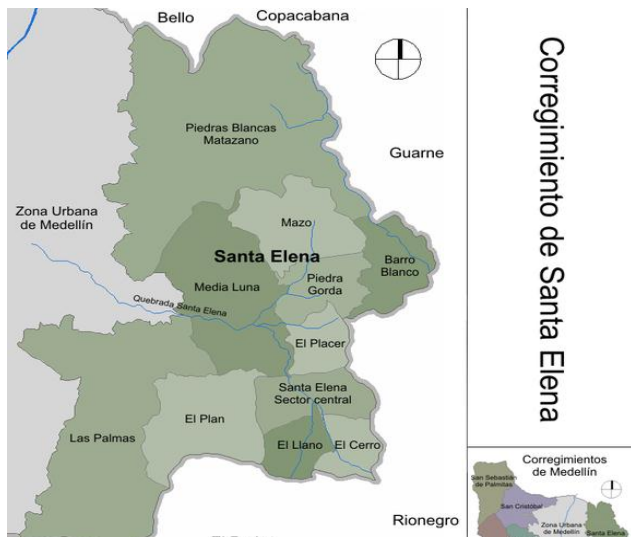 Bello
Copacabana
Piedras Blancas
Matazano
Guarne
Zona Urbana
de Medellín
Mazo
Santa Elena
Barro
Blanco
Media Luna
Piedra
Gorda
Quebrada Santa Elena
El Placer
Santa Elena
Sector central
El Plan
Las Palmas
El Llano
El Cerro
Rionegro
Corregimiento de Santa Elena
Corregimientos
de Medellín
San Sebastián
de Palmitas
San Cristóbal
Zona Urbana
de Medellín
Santa Elena